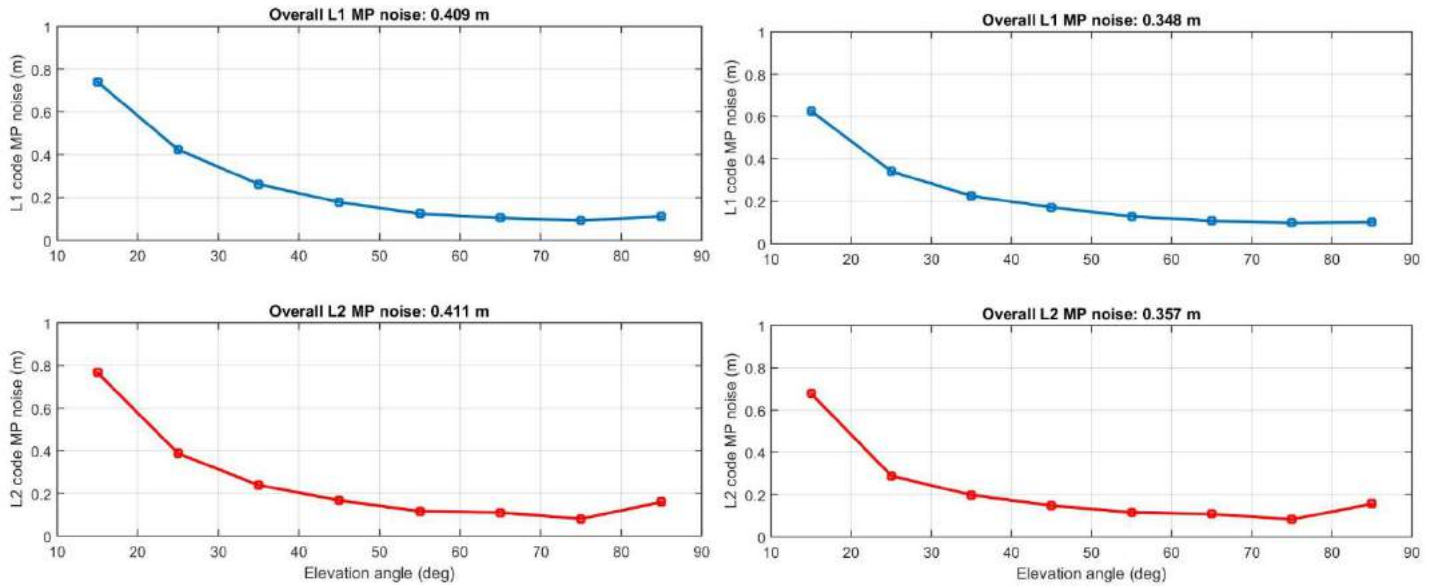 Overall L1 MP noise: 0.409 m
L1 code MP noise (m)
1
0.8
0.6
0.4
0.2
0
10 20 30 40 50 60 70 80 90
Overall L1 MP noise: 0.348 m
L1 code MP noise (m)
1
0.8
0.6
0.4
0.2
0
10 20 30 40 50 60 70 80 90
Overall L2 MP noise: 0.411 m
L2 code MP noise (m)
1
0.8
0.6
0.4
0.2
0
10 20 30 40 50 60 70 80 90
Elevation angle (deg)
Overall L2 MP noise: 0.357 m
L2 code MP noise (m)
1
0.8
0.6
0.4
0.2
0
10 20 30 40 50 60 70 80 90
Elevation angle (deg)